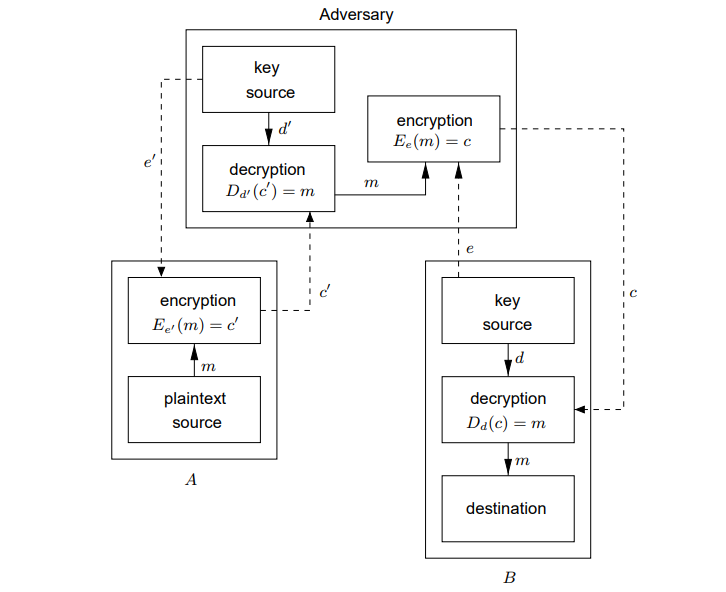 Adversary
key
source
d′
encryption
E_e(m) = c
e′
decryption
D_{d′}(c′) = m
m
e
c′
c
encryption
E_{e′}(m) = c′
m
plaintext
source
A
key
source
d
decryption
D_d(c) = m
m
destination
B